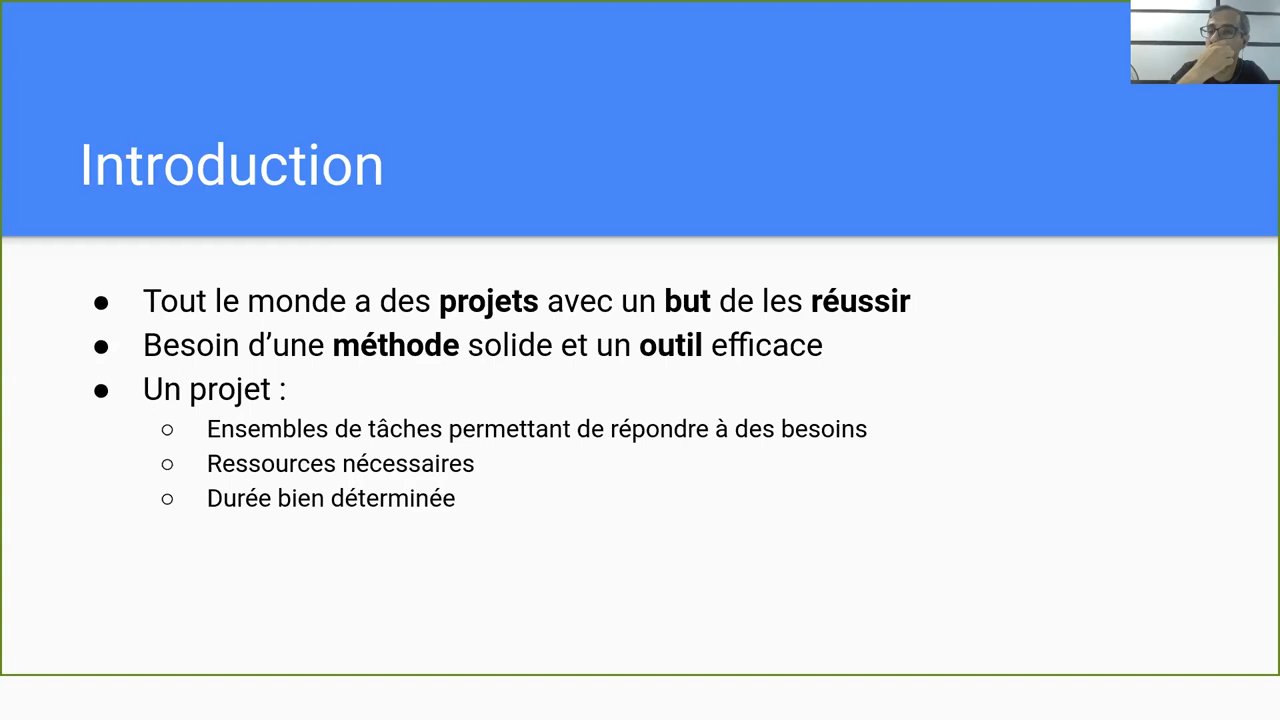 Introduction
● Tout le monde a des projets avec un but de les réussir
● Besoin d’une méthode solide et un outil efficace
● Un projet :
○ Ensembles de tâches permettant de répondre à des besoins
○ Ressources nécessaires
○ Durée bien déterminée